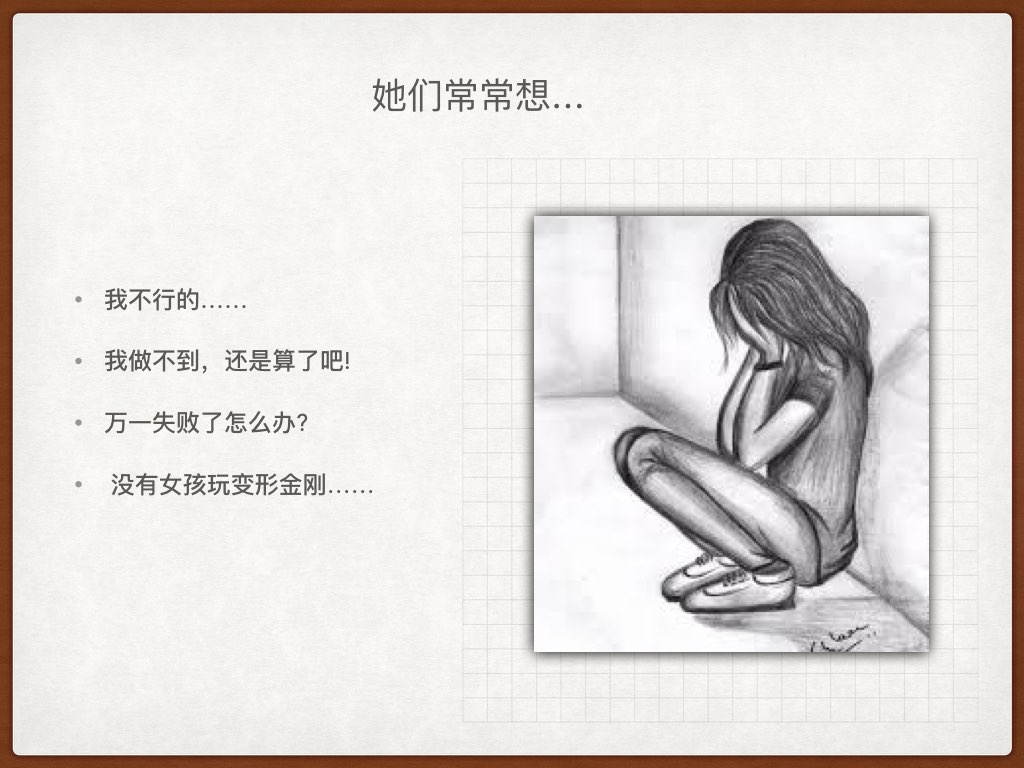 她们常常想...
• 我不行的……
• 我做不到，还是算了吧!
• 万一失败了怎么办?
• 没有女孩玩变形金刚……